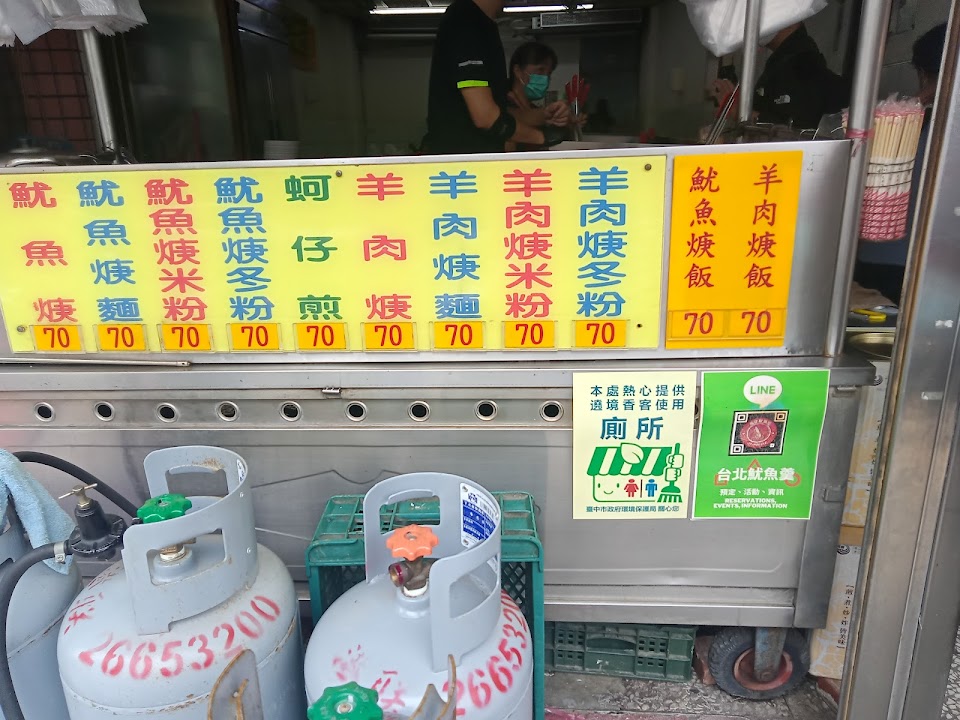 魷魚焿
70
魷魚焿麵
70
魷魚焿米粉
70
魷魚焿冬粉
70
蚵仔煎
70
羊肉焿
70
羊肉焿麵
70
羊肉焿米粉
70
羊肉焿冬粉
70
魷魚焿飯
70
羊肉焿飯
70
本處熱心提供
遶境香客使用
廁所
臺中市政府環境保護局 關心您
LINE
台北魷魚羹
預定、活動、資訊
RESERVATIONS,
EVENTS, INFORMATION
26653200
266532